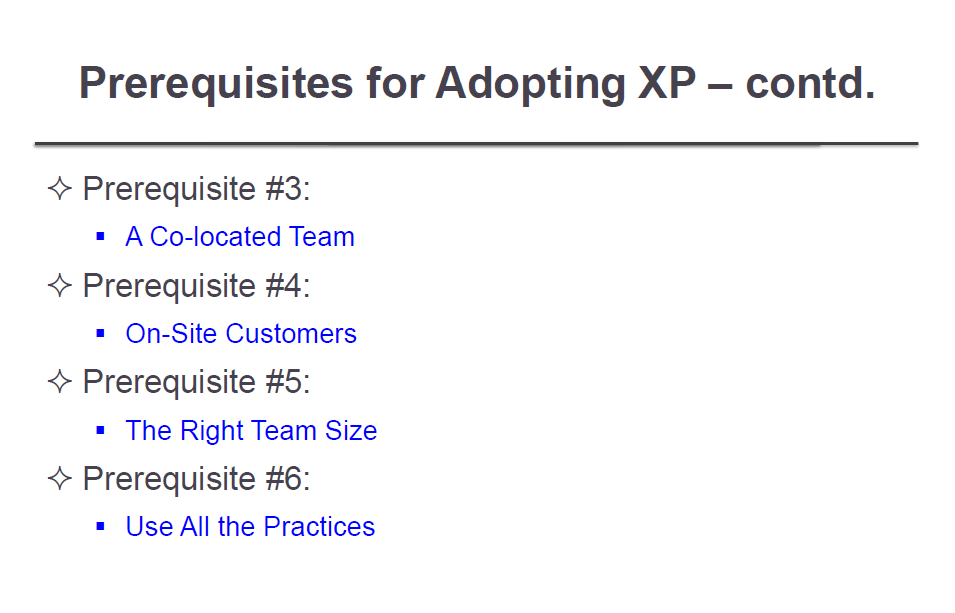 Prerequisites for Adopting XP – contd.
✧ Prerequisite #3:
▪ A Co-located Team
✧ Prerequisite #4:
▪ On-Site Customers
✧ Prerequisite #5:
▪ The Right Team Size
✧ Prerequisite #6:
▪ Use All the Practices